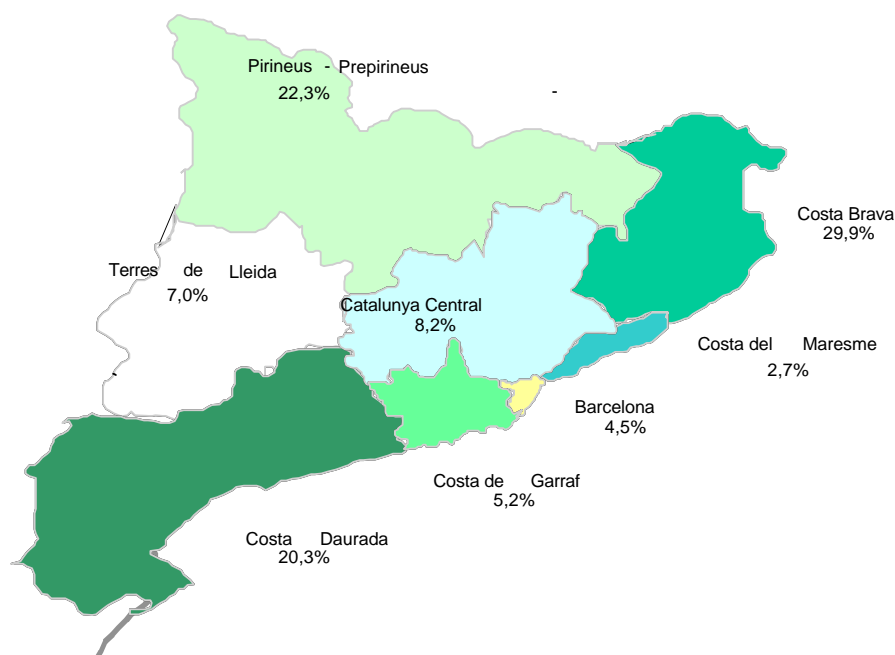 Pirineus - Prepirineus
22,3%
-
Costa Brava
29,9%
Terres de Lleida
7,0%
Catalunya Central
8,2%
Costa del Maresme
2,7%
Barcelona
4,5%
Costa de Garraf
5,2%
Costa Daurada
20,3%